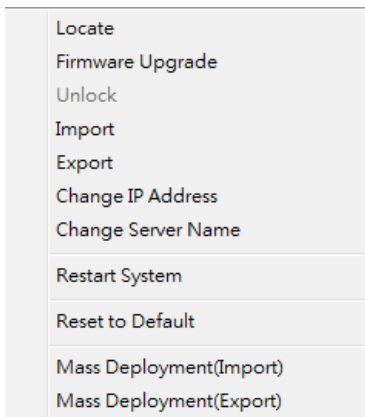 Locate
Firmware Upgrade
Unlock
Import
Export
Change IP Address
Change Server Name
Restart System
Reset to Default
Mass Deployment(Import)
Mass Deployment(Export)